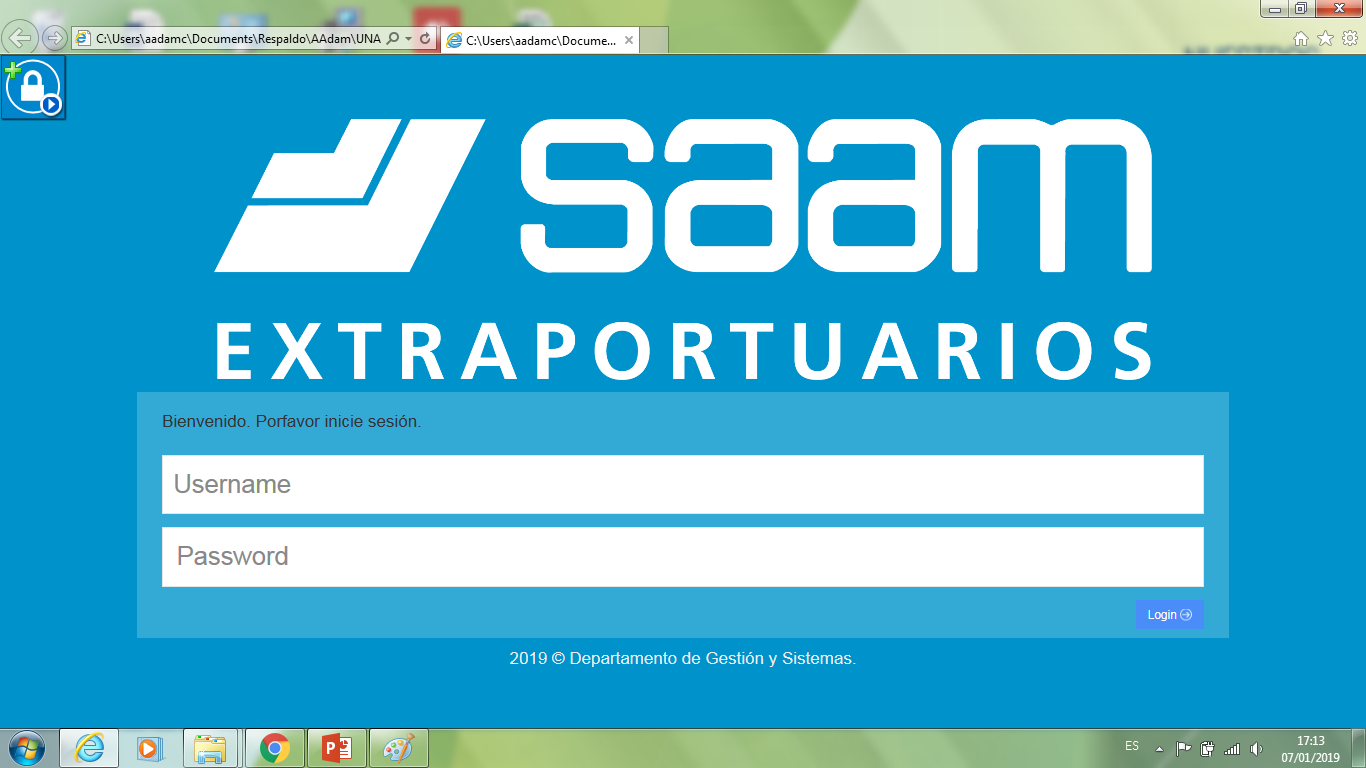 C:\Users\aadamc\Documents\Respaldo\AAdam\UNA
C:\Users\aadamc\Docume...
saam
EXTRAPORTUARIOS
Bienvenido. Porfavor inicie sesión.
Username
Password
Login
2019 © Departamento de Gestión y Sistemas.
ES
17:13
07/01/2019